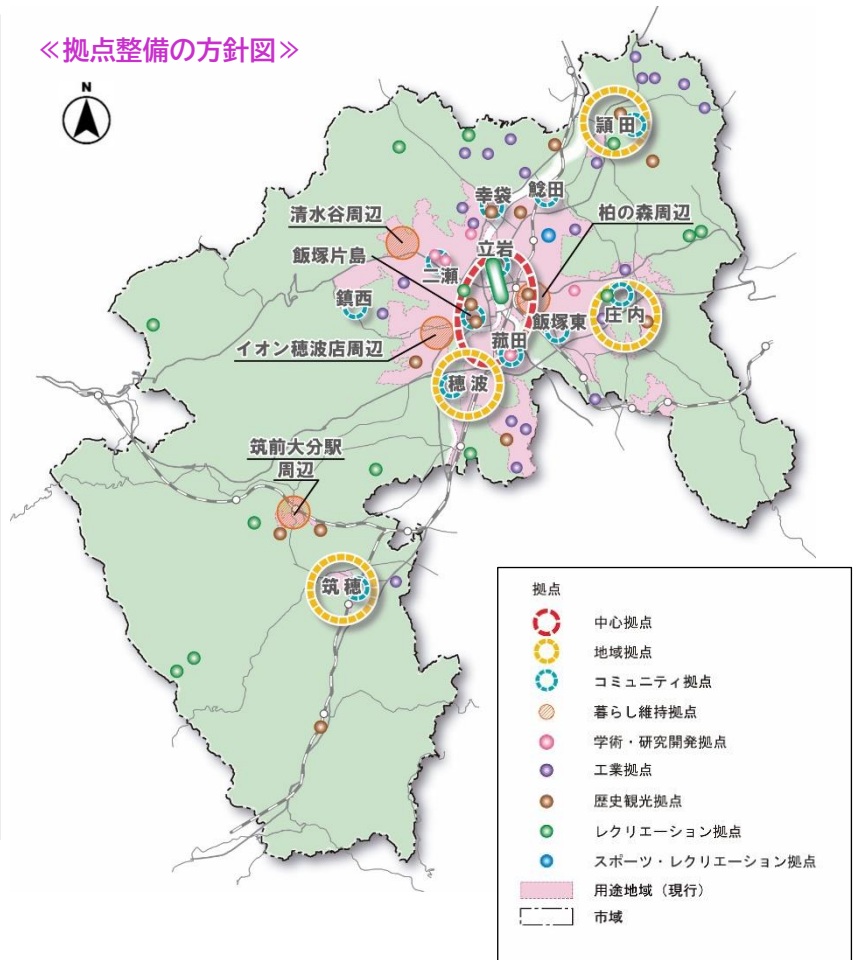 ≪拠点整備の方針図≫
N
頴田
鯰田
幸袋
柏の森周辺
清水谷周辺
立岩
飯塚片島
二瀬
鎮西
庄内
飯塚東
菰田
イオン穂波店周辺
穂波
筑前大分駅
周辺
筑穂
拠点
中心拠点
地域拠点
コミュニティ拠点
暮らし維持拠点
学術・研究開発拠点
工業拠点
歴史観光拠点
レクリエーション拠点
スポーツ・レクリエーション拠点
用途地域（現行）
市域